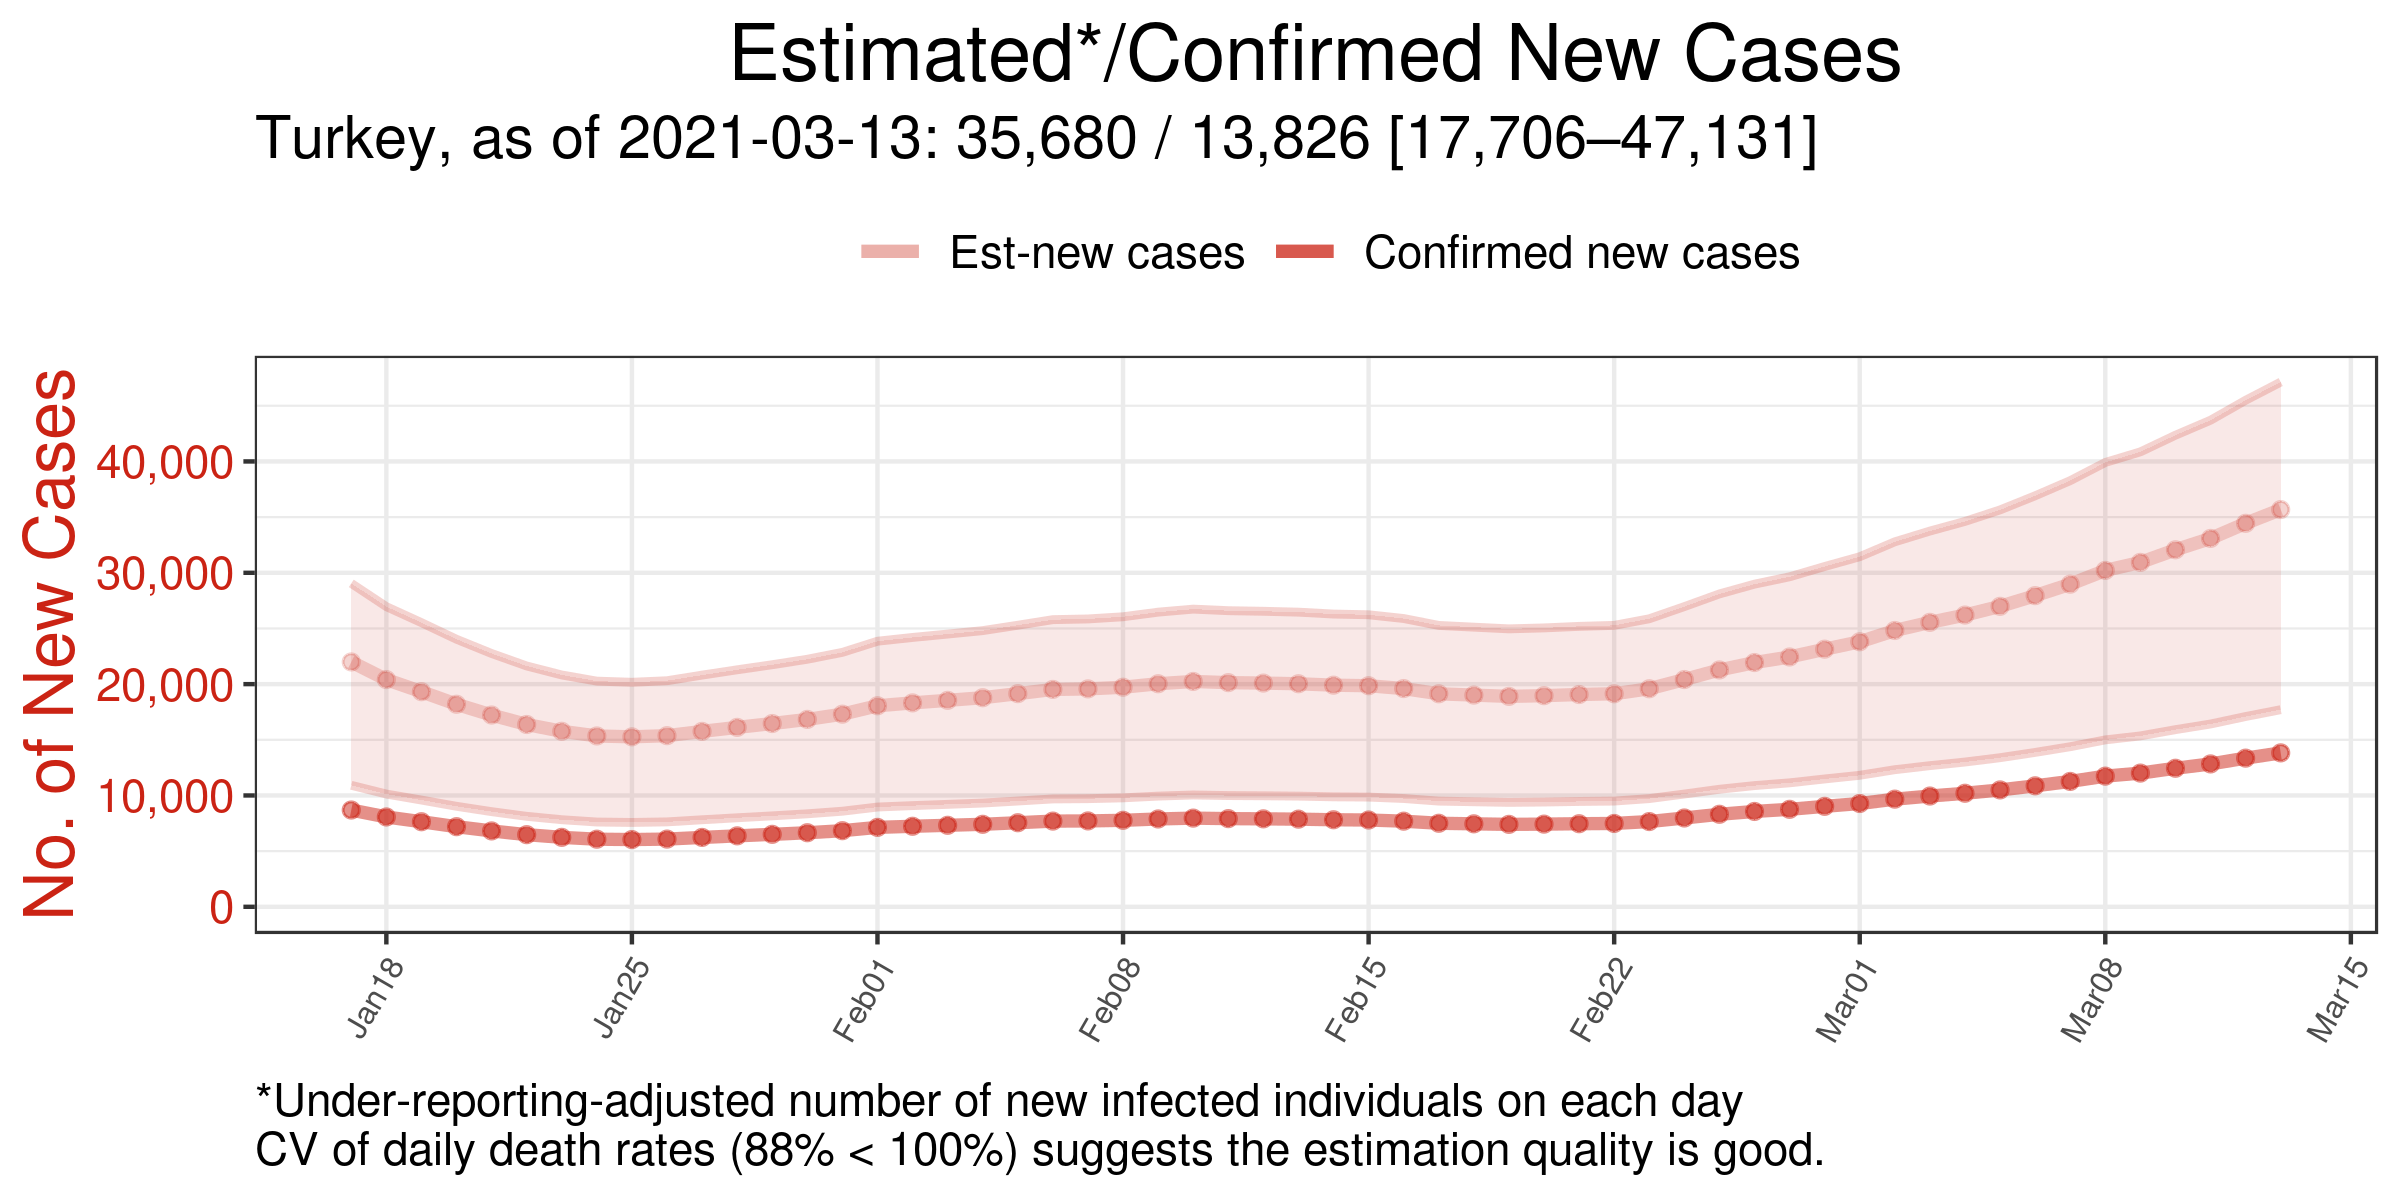 Estimated*/Confirmed New Cases
Turkey, as of 2021-03-13: 35,680 / 13,826 [17,706–47,131]
Est-new cases
Confirmed new cases
No. of New Cases
40,000
30,000
20,000
10,000
0
Jan18
Jan25
Feb01
Feb08
Feb15
Feb22
Mar01
Mar08
Mar15
*Under-reporting-adjusted number of new infected individuals on each day
CV of daily death rates (88% < 100%) suggests the estimation quality is good.